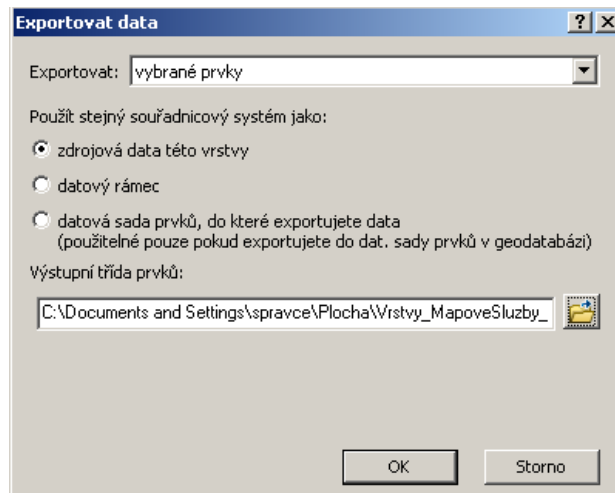 Exportovat data
Exportovat: vybrané prvky
Použít stejný souřadnicový systém jako:
zdrojová data této vrstvy
datový rámec
datová sada prvků, do které exportujete data
(použitelné pouze pokud exportujete do dat. sady prvků v geodatabázi)
Výstupní třída prvků:
C:\Documents and Settings\spravce\Plocha\Vrstvy_MapoveSluzby_
OK Storno